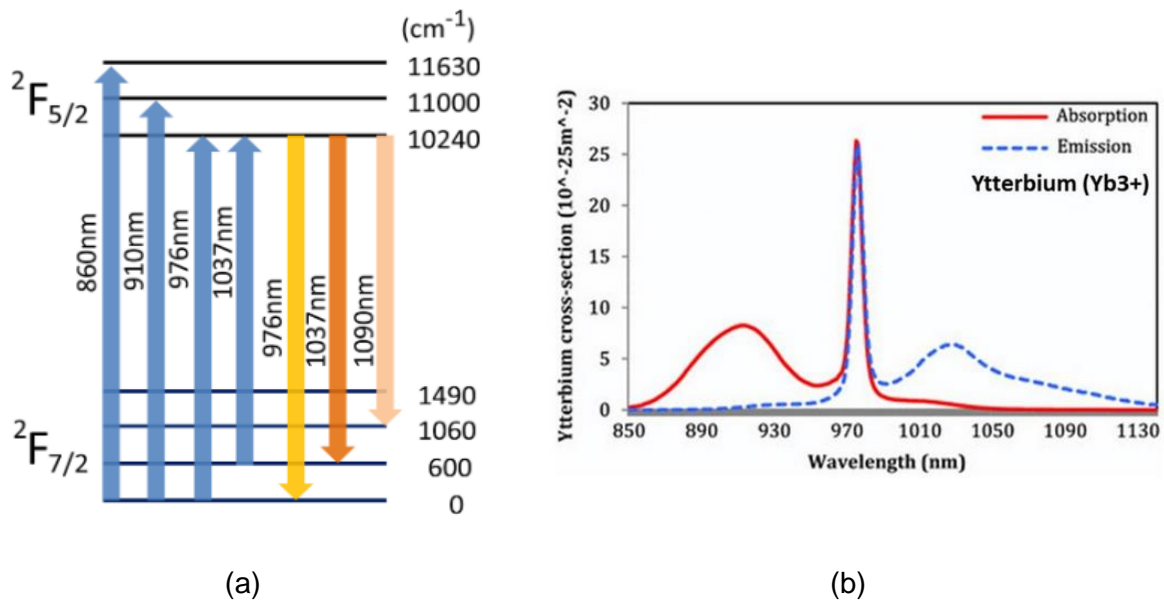 (cm⁻¹)
11630
²F₅/₂
11000
10240
860nm
910nm
976nm
1037nm
976nm
1037nm
1090nm
1490
²F₇/₂
1060
600
0
(a)
Ytterbium cross-section (10^-25m^-2)
30
25
20
15
10
5
0
Absorption
Emission
Ytterbium (Yb3+)
850 890 930 970 1010 1050 1090 1130
Wavelength (nm)
(b)